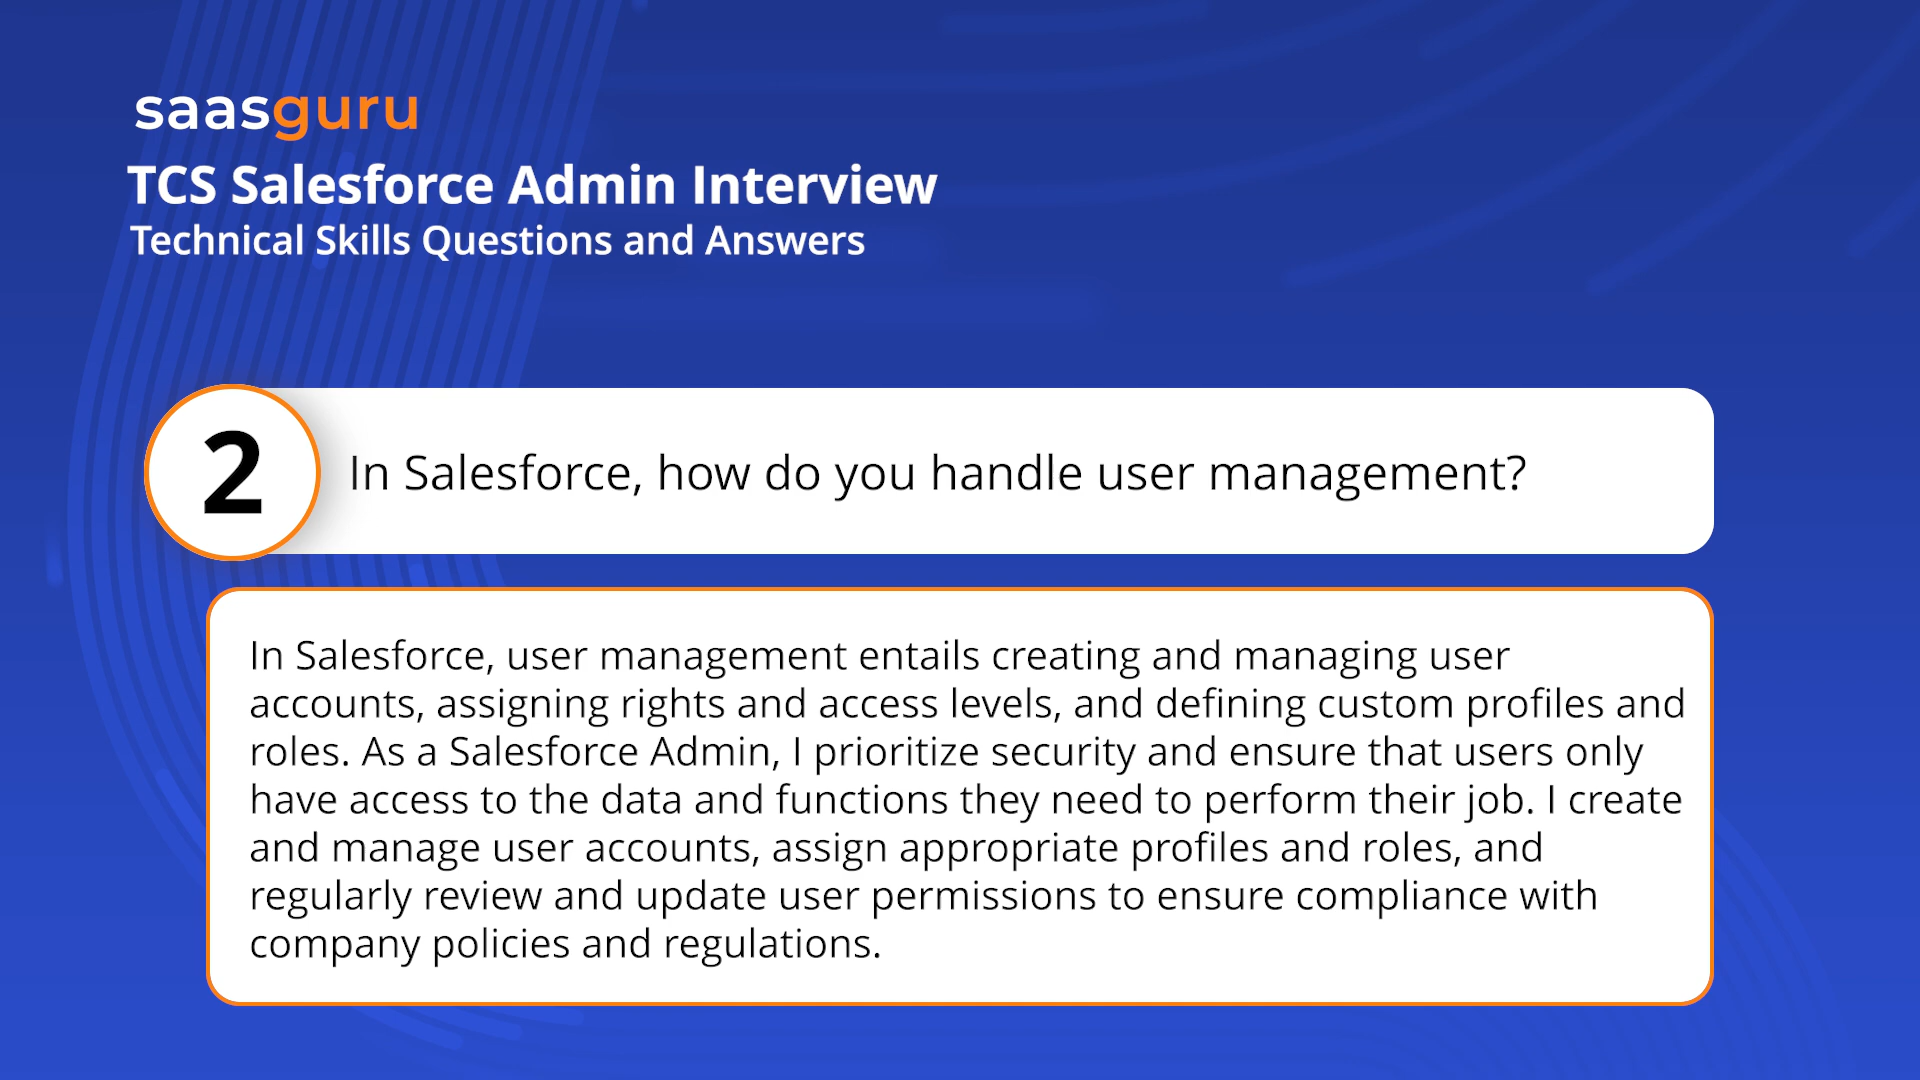 saasguru
TCS Salesforce Admin Interview
Technical Skills Questions and Answers
2
In Salesforce, how do you handle user management?
In Salesforce, user management entails creating and managing user
accounts, assigning rights and access levels, and defining custom profiles and
roles. As a Salesforce Admin, I prioritize security and ensure that users only
have access to the data and functions they need to perform their job. I create
and manage user accounts, assign appropriate profiles and roles, and
regularly review and update user permissions to ensure compliance with
company policies and regulations.